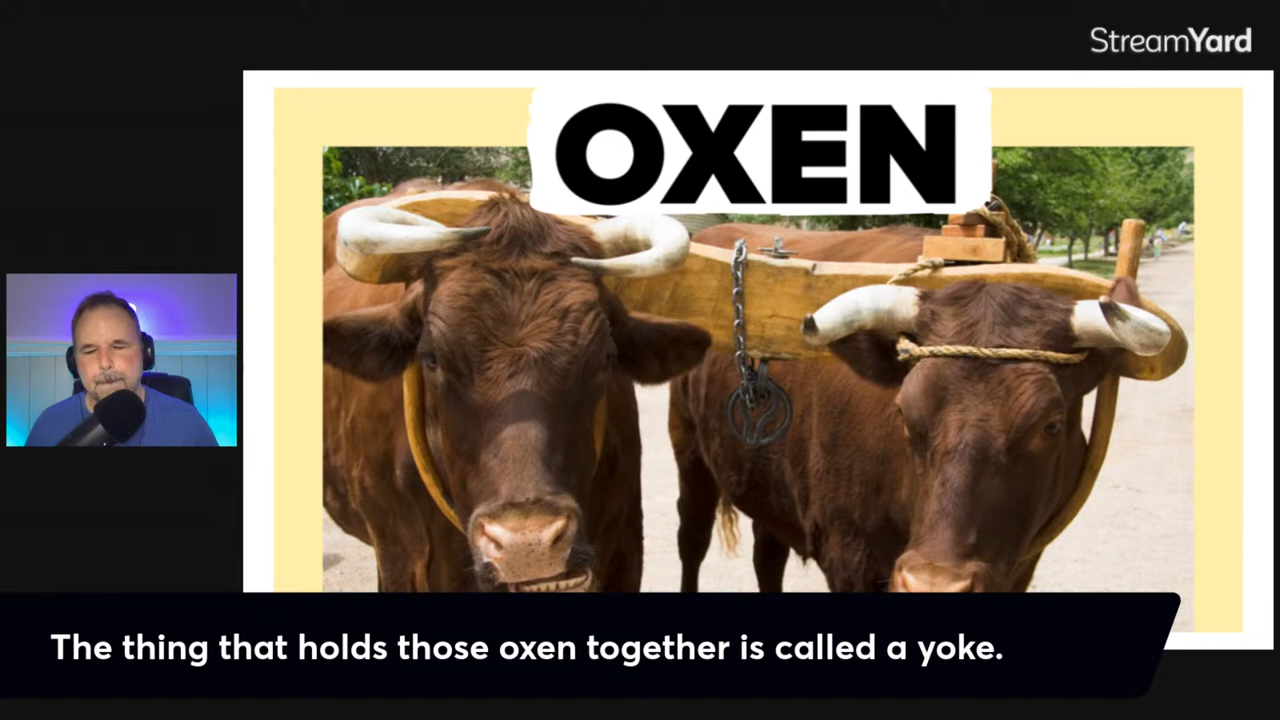 StreamYard
OXEN
The thing that holds those oxen together is called a yoke.